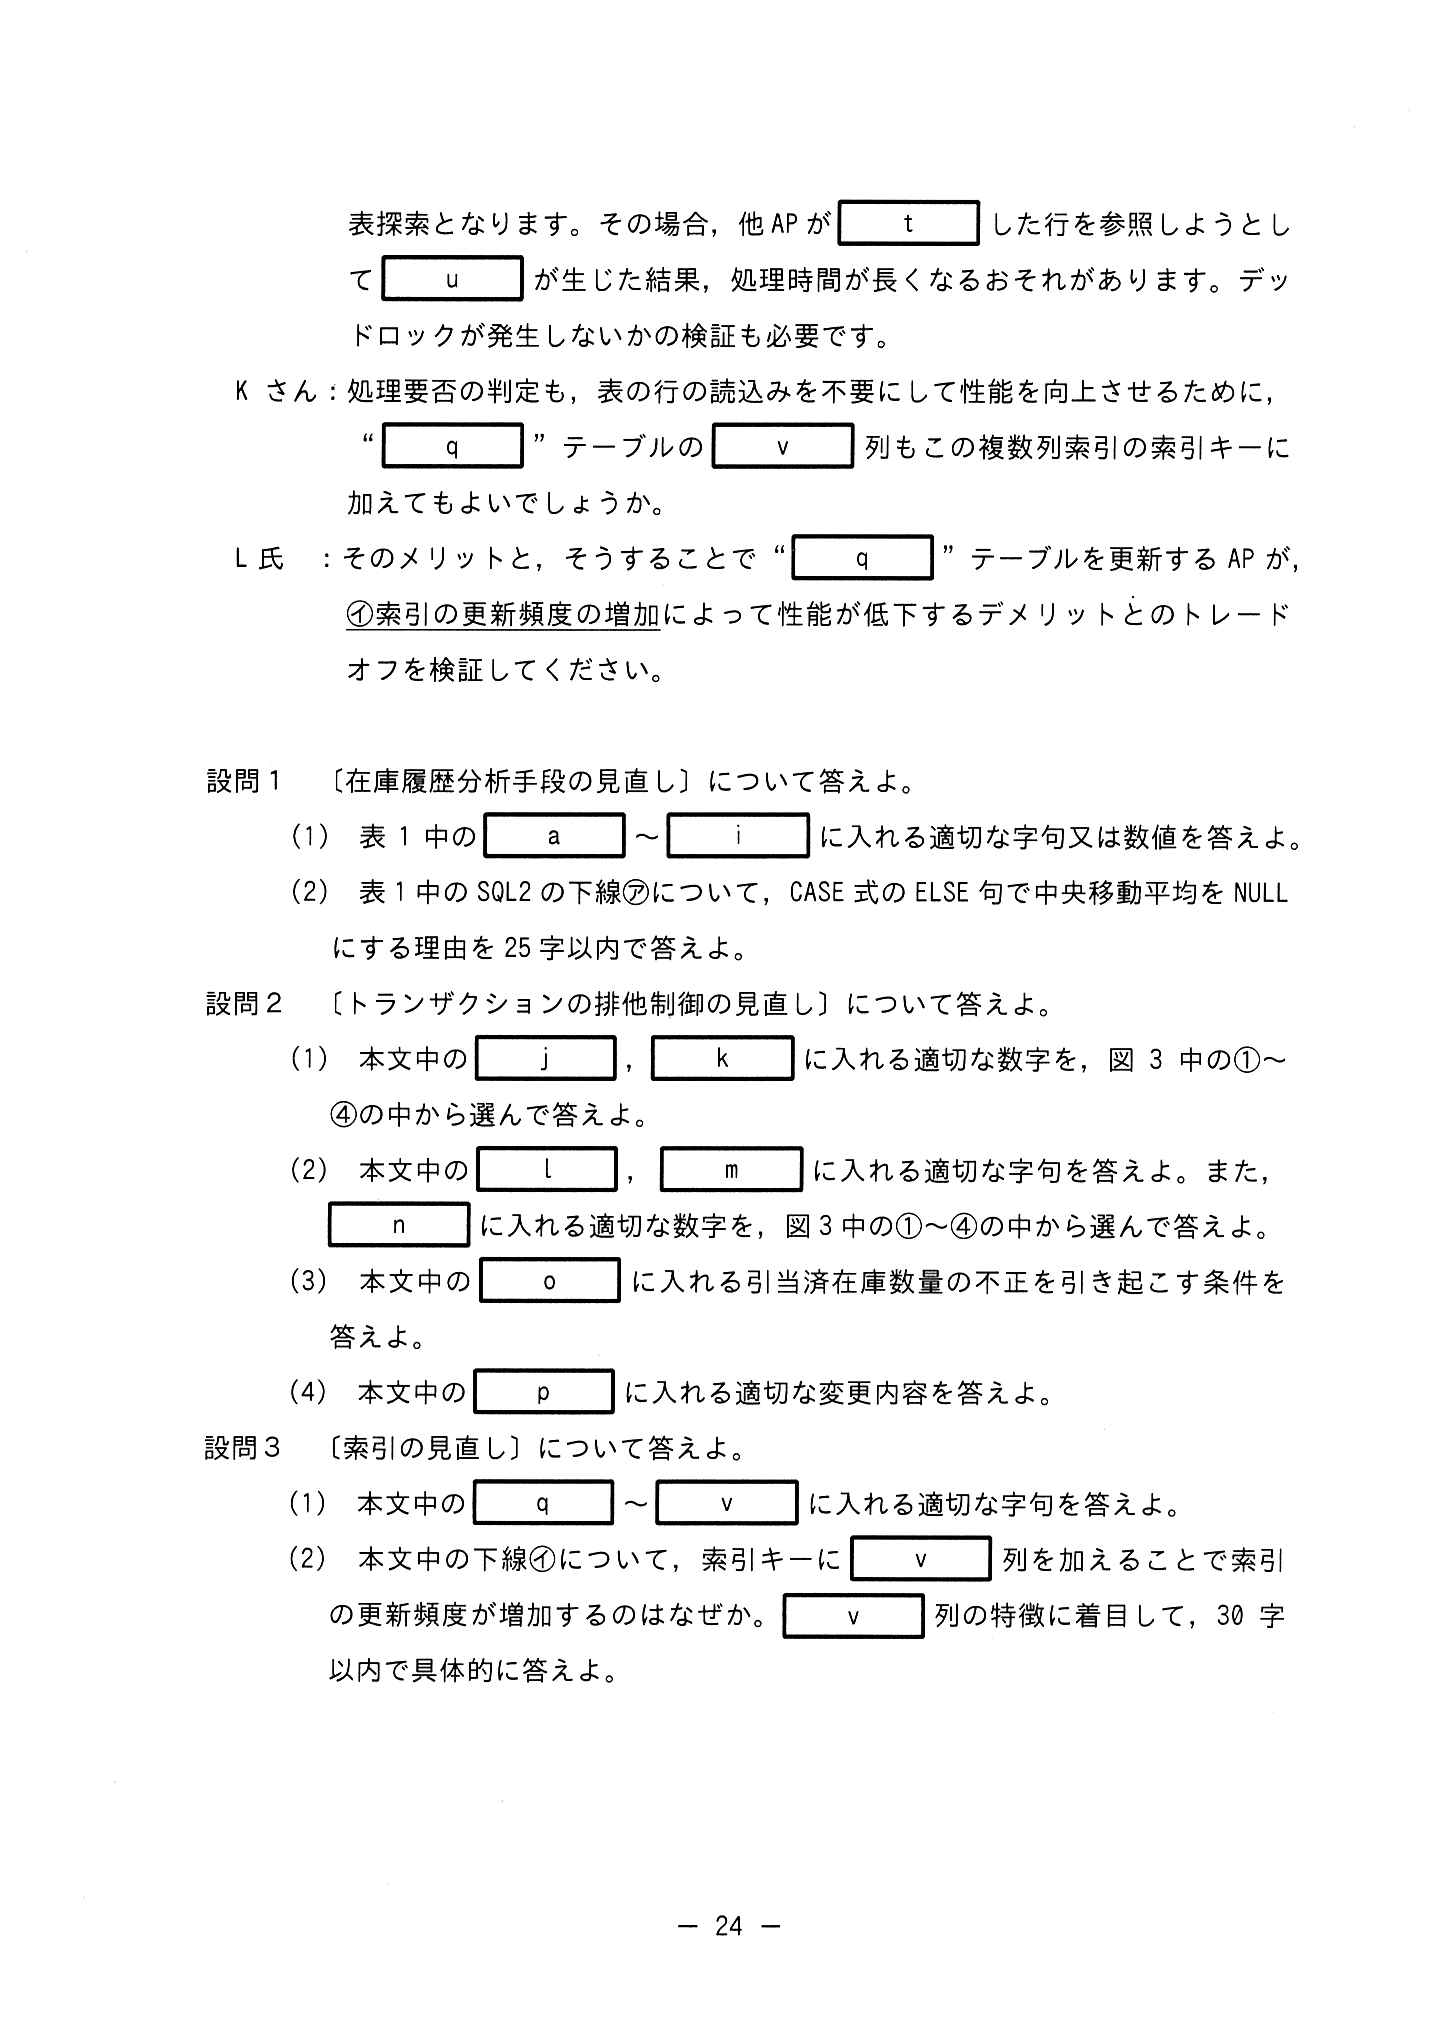 表探索となります。その場合，他APが t した行を参照しようとし
て u が生じた結果，処理時間が長くなるおそれがあります。デッ
ドロックが発生しないかの検証も必要です。
K さん：処理要否の判定も，表の行の読込みを不要にして性能を向上させるために，
“ q ”テーブルの v 列もこの複数列索引の索引キーに
加えてもよいでしょうか。
L 氏 ：そのメリットと，そうすることで“ q ”テーブルを更新する AP が，
㋑索引の更新頻度の増加によって性能が低下するデメリットとのトレード
オフを検証してください。
設問1 〔在庫履歴分析手段の見直し〕について答えよ。
(1) 表 1 中の a ～ i に入れる適切な字句又は数値を答えよ。
(2) 表 1 中の SQL2 の下線㋐について，CASE 式の ELSE 句で中央移動平均を NULL
にする理由を 25 字以内で答えよ。
設問2 〔トランザクションの排他制御の見直し〕について答えよ。
(1) 本文中の j ， k に入れる適切な数字を，図 3 中の①～
④の中から選んで答えよ。
(2) 本文中の l ， m に入れる適切な字句を答えよ。また，
n に入れる適切な数字を，図 3 中の①～④の中から選んで答えよ。
(3) 本文中の o に入れる引当済在庫数量の不正を引き起こす条件を
答えよ。
(4) 本文中の p に入れる適切な変更内容を答えよ。
設問3 〔索引の見直し〕について答えよ。
(1) 本文中の q ～ v に入れる適切な字句を答えよ。
(2) 本文中の下線㋑について，索引キーに v 列を加えることで索引
の更新頻度が増加するのはなぜか。 v 列の特徴に着目して，30 字
以内で具体的に答えよ。
－ 24 －